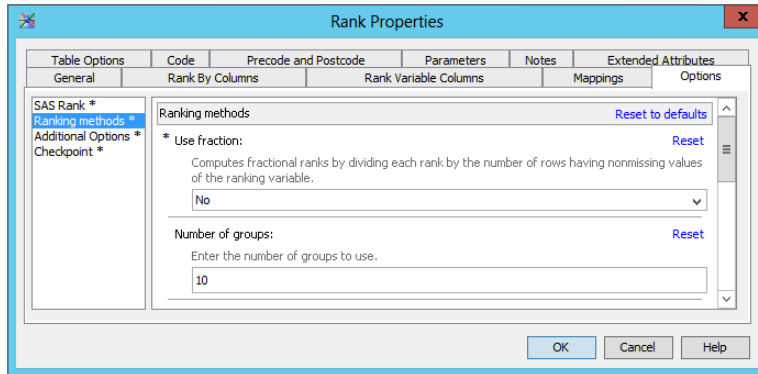 Rank Properties
x
Table Options Code Precode and Postcode Parameters Notes Extended Attributes
General Rank By Columns Rank Variable Columns Mappings Options
SAS Rank *
Ranking methods *
Additional Options *
Checkpoint *
Ranking methods Reset to defaults
* Use fraction: Reset
Computes fractional ranks by dividing each rank by the number of rows having nonmissing values
of the ranking variable.
No
Number of groups: Reset
Enter the number of groups to use.
10
OK Cancel Help